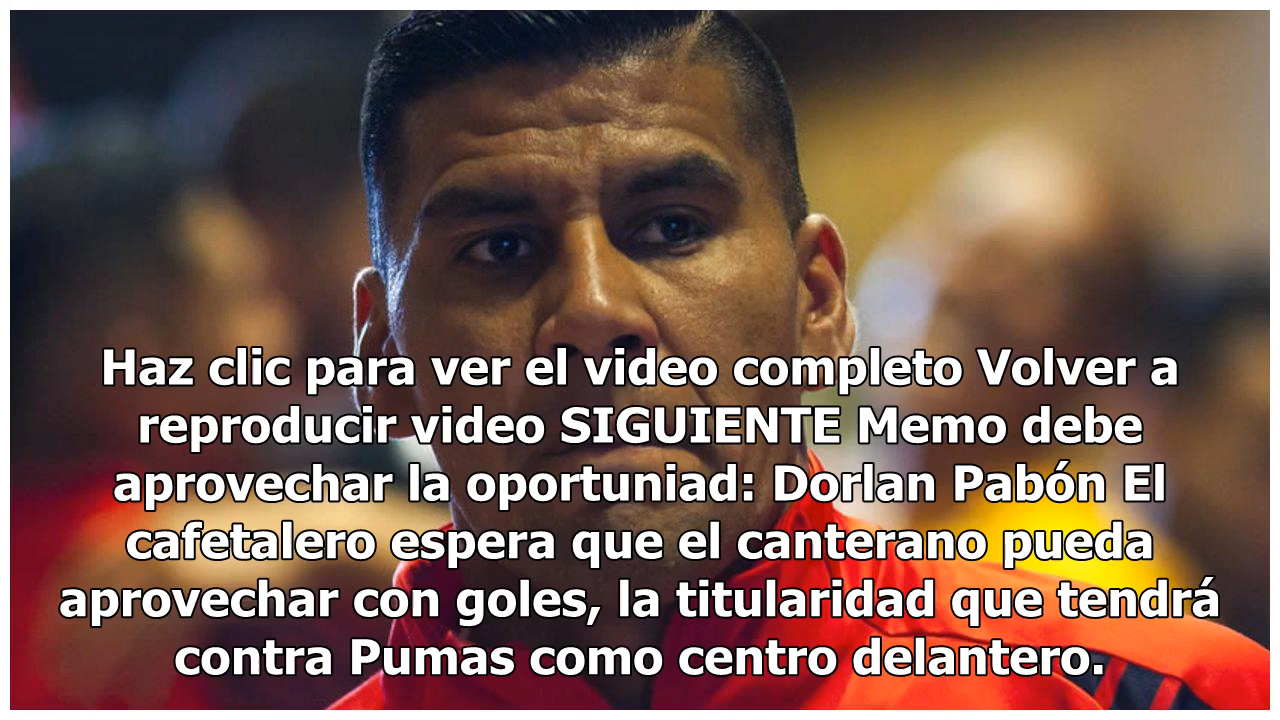 Haz clic para ver el video completo Volver a
reproducir video SIGUIENTE Memo debe
aprovechar la oportuniad: Dorlan Pabón El
cafetalero espera que el canterano pueda
aprovechar con goles, la titularidad que tendrá
contra Pumas como centro delantero.